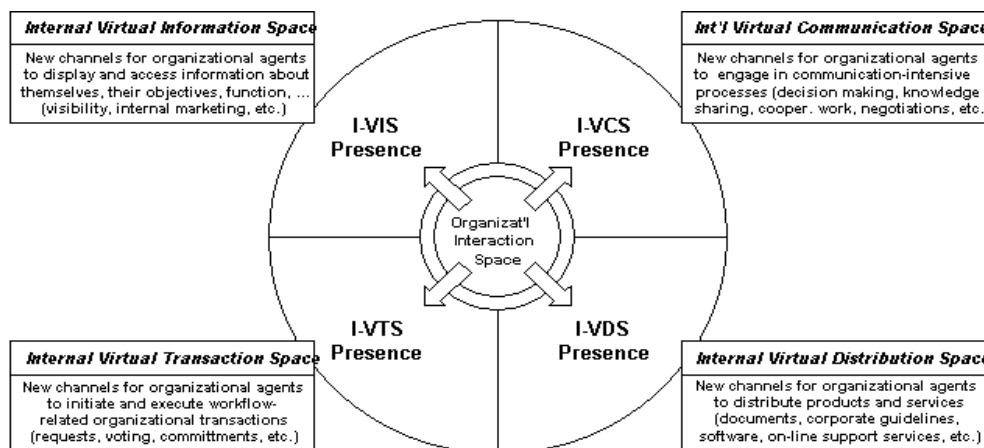 Internal Virtual Information Space
New channels for organizational agents
to display and access information about
themselves, their objectives, function, ...
(visibility, internal marketing, etc.)
Int'l Virtual Communication Space
New channels for organizational agents
to engage in communication-intensive
processes (decision making, knowledge
sharing, cooper. work, negotiations, etc.
I-VIS
Presence
I-VCS
Presence
Organizat'l
Interaction
Space
I-VTS
Presence
I-VDS
Presence
Internal Virtual Transaction Space
New channels for organizational agents
to initiate and execute workflow-
related organizational transactions
(requests, voting, committments, etc.)
Internal Virtual Distribution Space
New channels for organizational agents
to distribute products and services
(documents, corporate guidelines,
software, on-line support services, etc.)